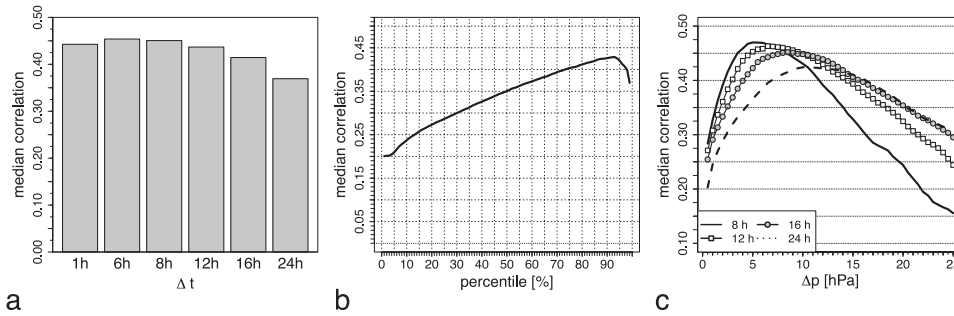 0.50
0.40
0.30
0.20
0.10
0.00
median correlation
1h 6h 8h 12h 16h 24h
Δ t
a
0.45
0.35
0.25
0.15
0.05
median correlation
0 10 20 30 40 50 60 70 80 90
percentile [%]
b
0.50
0.40
0.30
0.20
0.10
median correlation
8 h 16 h
12 h 24 h
0 5 10 15 20 25
Δp [hPa]
c